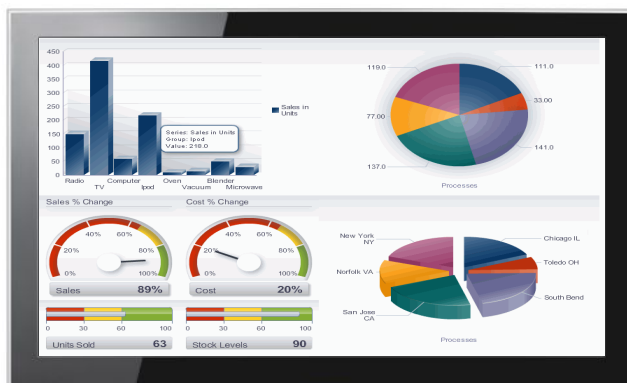 450
400
350
300
250
200
150
100
50
0
Radio
TV
Computer
Ipod
Oven
Vacuum
Blender
Microwave
Sales in
Units
Series: Sales in Units
Group: Ipod
Value: 218.0
119.0
111.0
33.00
77.00
141.0
137.0
Processes
Sales % Change
0%
20%
40%
60%
80%
100%
Sales 89%
Cost % Change
0%
20%
40%
60%
80%
100%
Cost 20%
0 30 60 100
Units Sold 63
0 30 60 100
Stock Levels 90
New York
NY
Chicago IL
Toledo OH
Norfolk VA
South Bend
San Jose
CA
Processes